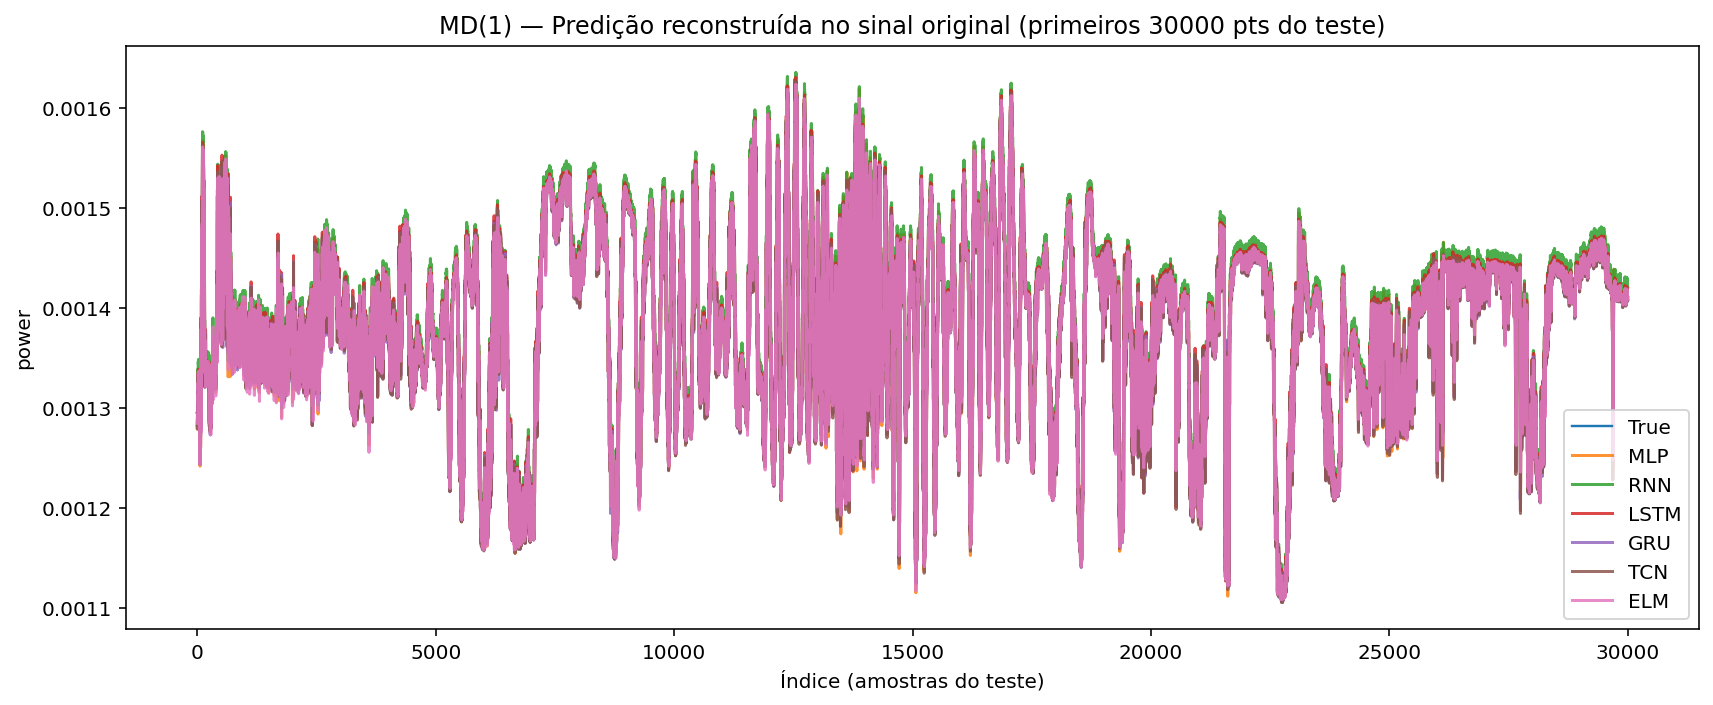 MD(1) — Predição reconstruída no sinal original (primeiros 30000 pts do teste)
power
0.0016
0.0015
0.0014
0.0013
0.0012
0.0011
True
MLP
RNN
LSTM
GRU
TCN
ELM
0 5000 10000 15000 20000 25000 30000
Índice (amostras do teste)